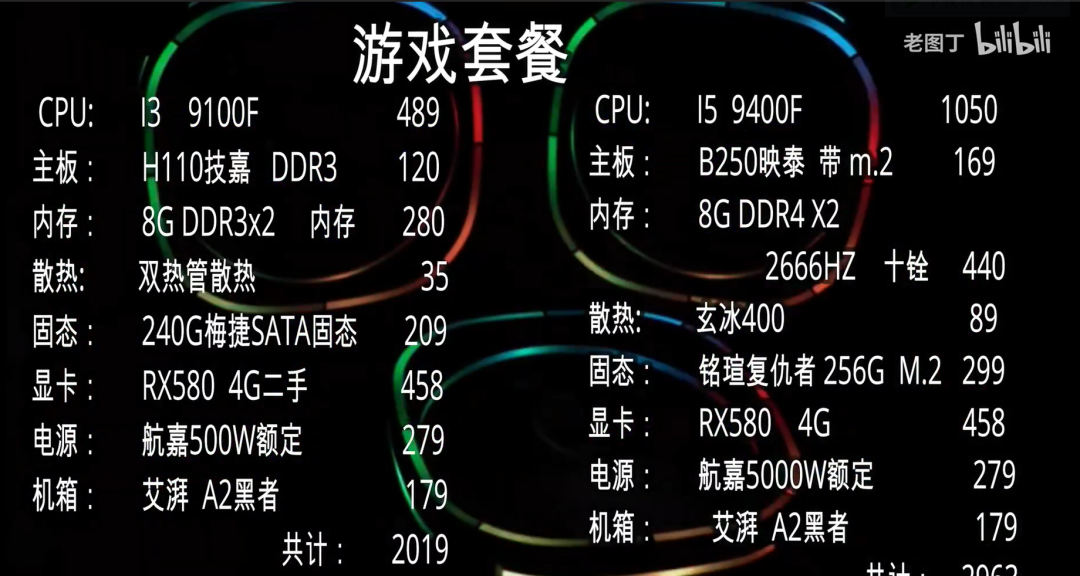 游戏套餐
老图丁 bilibili
CPU: I3 9100F 489
主板： H110技嘉 DDR3 120
内存： 8G DDR3x2 内存 280
散热: 双热管散热 35
固态： 240G梅捷SATA固态 209
显卡： RX580 4G二手 458
电源： 航嘉500W额定 279
机箱： 艾湃 A2黑者 179
共计： 2019
CPU: I5 9400F 1050
主板： B250映泰 带 m.2 169
内存： 8G DDR4 X2
2666HZ 十铨 440
散热: 玄冰400 89
固态： 铭瑄复仇者 256G M.2 299
显卡： RX580 4G 458
电源： 航嘉5000W额定 279
机箱： 艾湃 A2黑者 179
共计： 2963